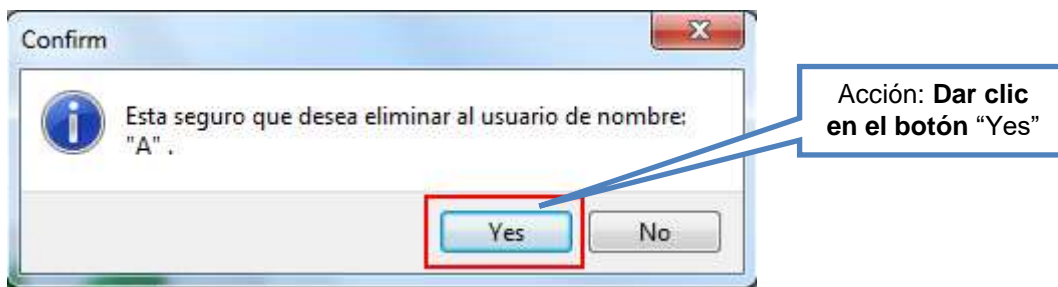 Confirm
Esta seguro que desea eliminar al usuario de nombre:
"A" .
Yes
No
Acción: Dar clic
en el botón “Yes”